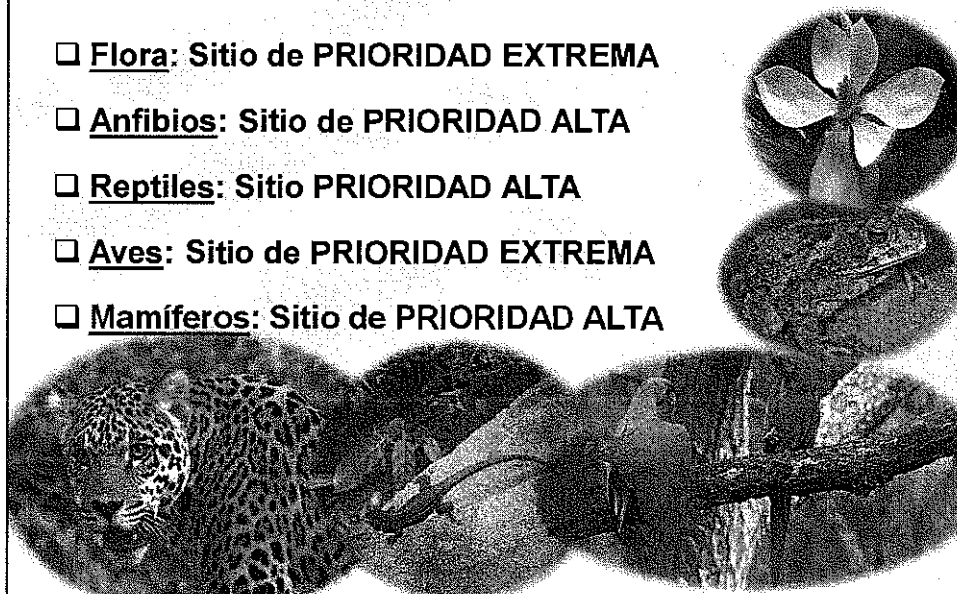 ❑ Flora: Sitio de PRIORIDAD EXTREMA
❑ Anfibios: Sitio de PRIORIDAD ALTA
❑ Reptiles: Sitio PRIORIDAD ALTA
❑ Aves: Sitio de PRIORIDAD EXTREMA
❑ Mamíferos: Sitio de PRIORIDAD ALTA